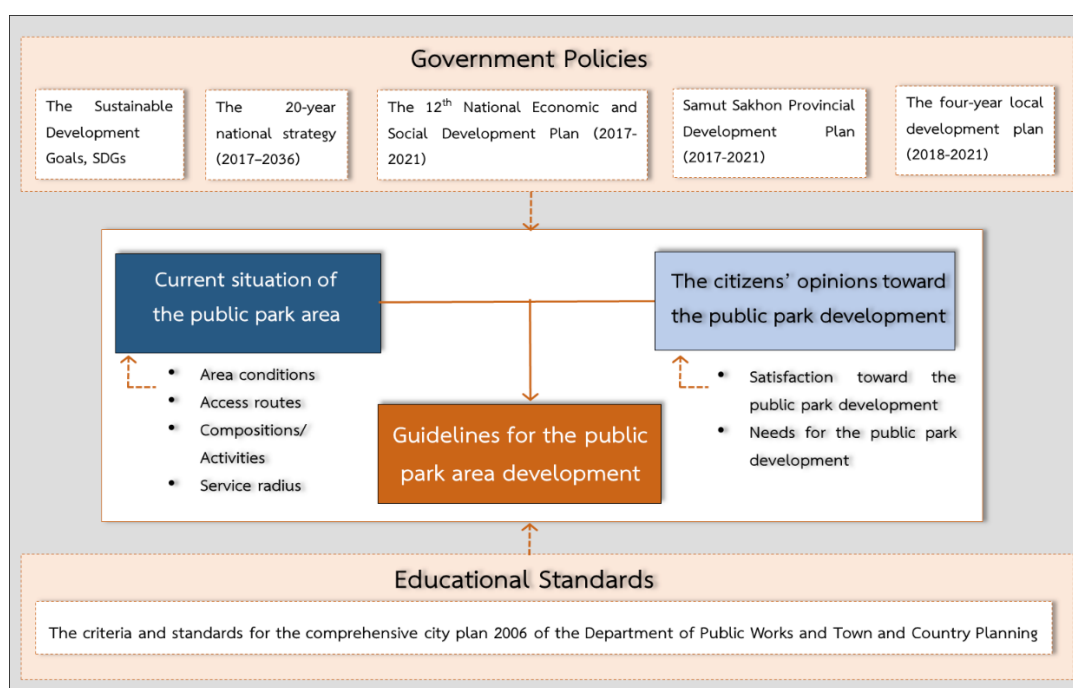 Government Policies
The Sustainable
Development
Goals, SDGs
The 20-year
national strategy
(2017–2036)
The 12th National Economic and
Social Development Plan (2017-
2021)
Samut Sakhon Provincial
Development Plan
(2017-2021)
The four-year local
development plan
(2018-2021)
Current situation of
the public park area
The citizens’ opinions toward
the public park development
• Area conditions
• Access routes
• Compositions/
Activities
• Service radius
• Satisfaction toward the
public park development
• Needs for the public park
development
Guidelines for the public
park area development
Educational Standards
The criteria and standards for the comprehensive city plan 2006 of the Department of Public Works and Town and Country Planning